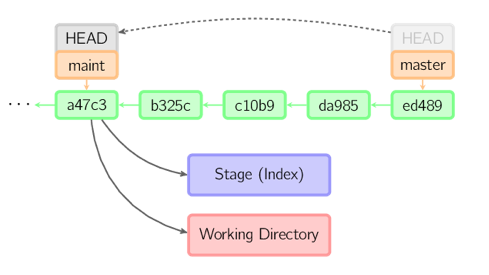 HEAD HEAD
maint master
... a47c3 b325c c10b9 da985 ed489
Stage (Index)
Working Directory